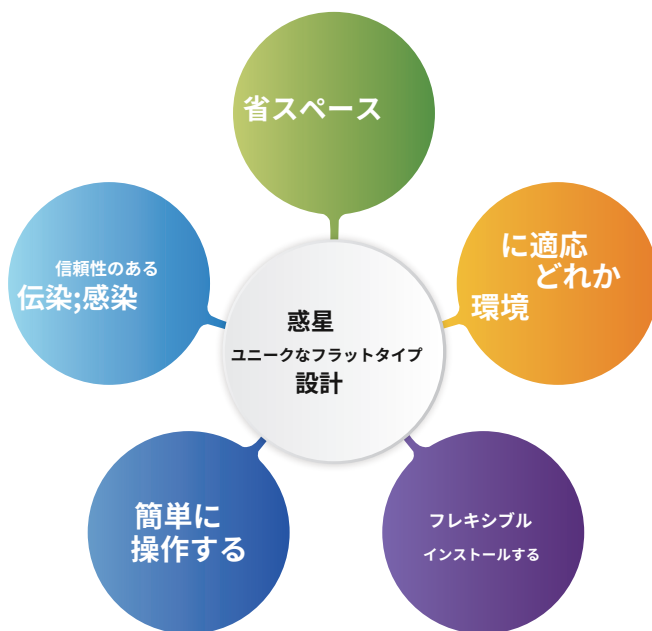 省スペース
信頼性のある
伝染;感染
に適応
どれか
環境
惑星
ユニークなフラットタイプ
設計
簡単に
操作する
フレキシブル
インストールする